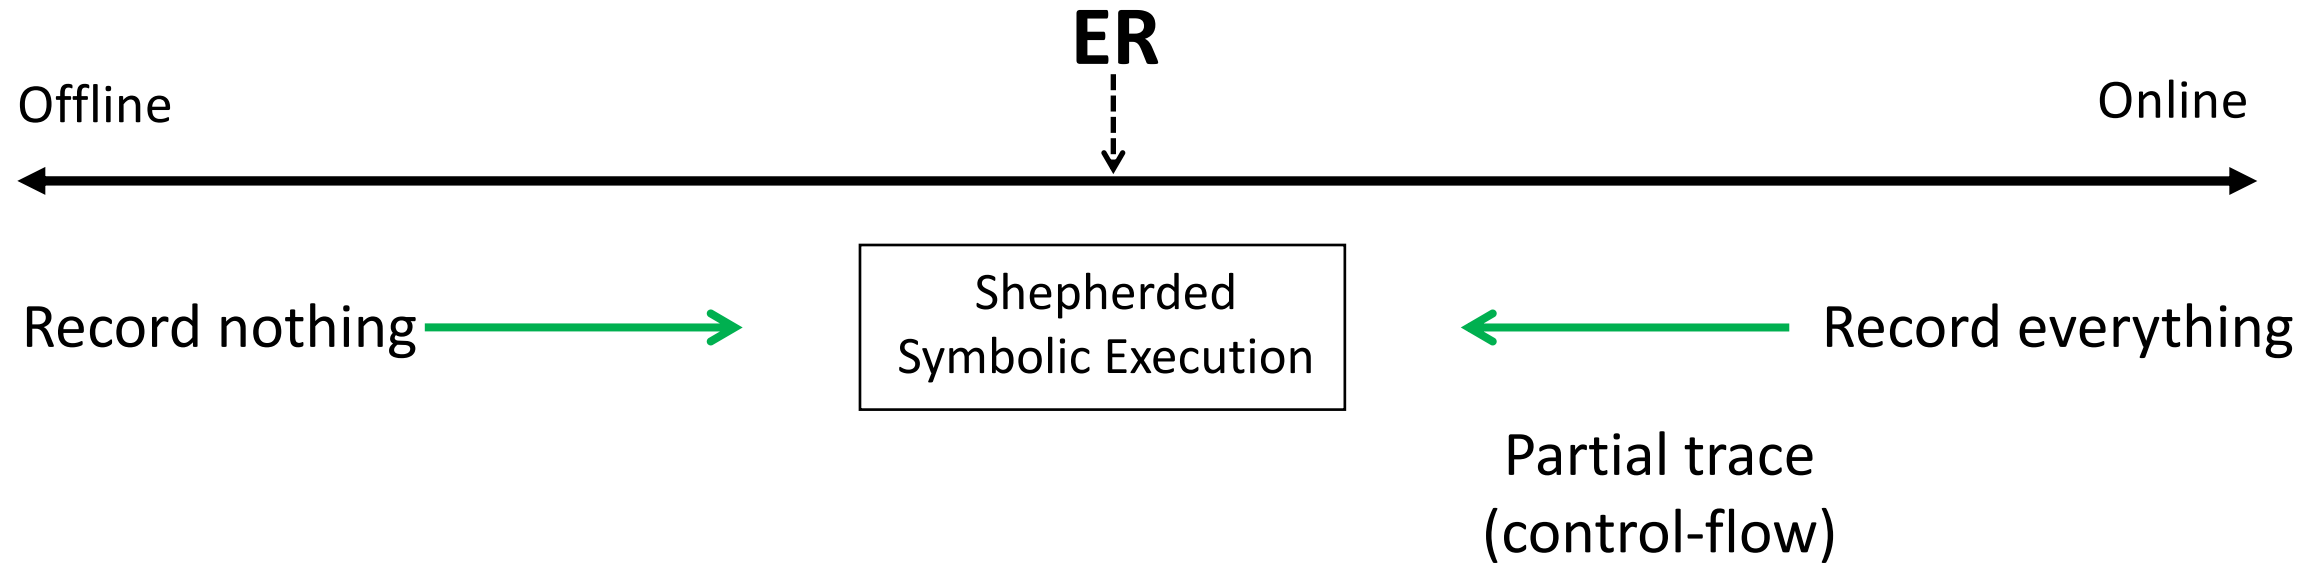 ER
Offline
Online
Shepherded
Symbolic Execution
Record nothing
Record everything
Partial trace
(control-flow)